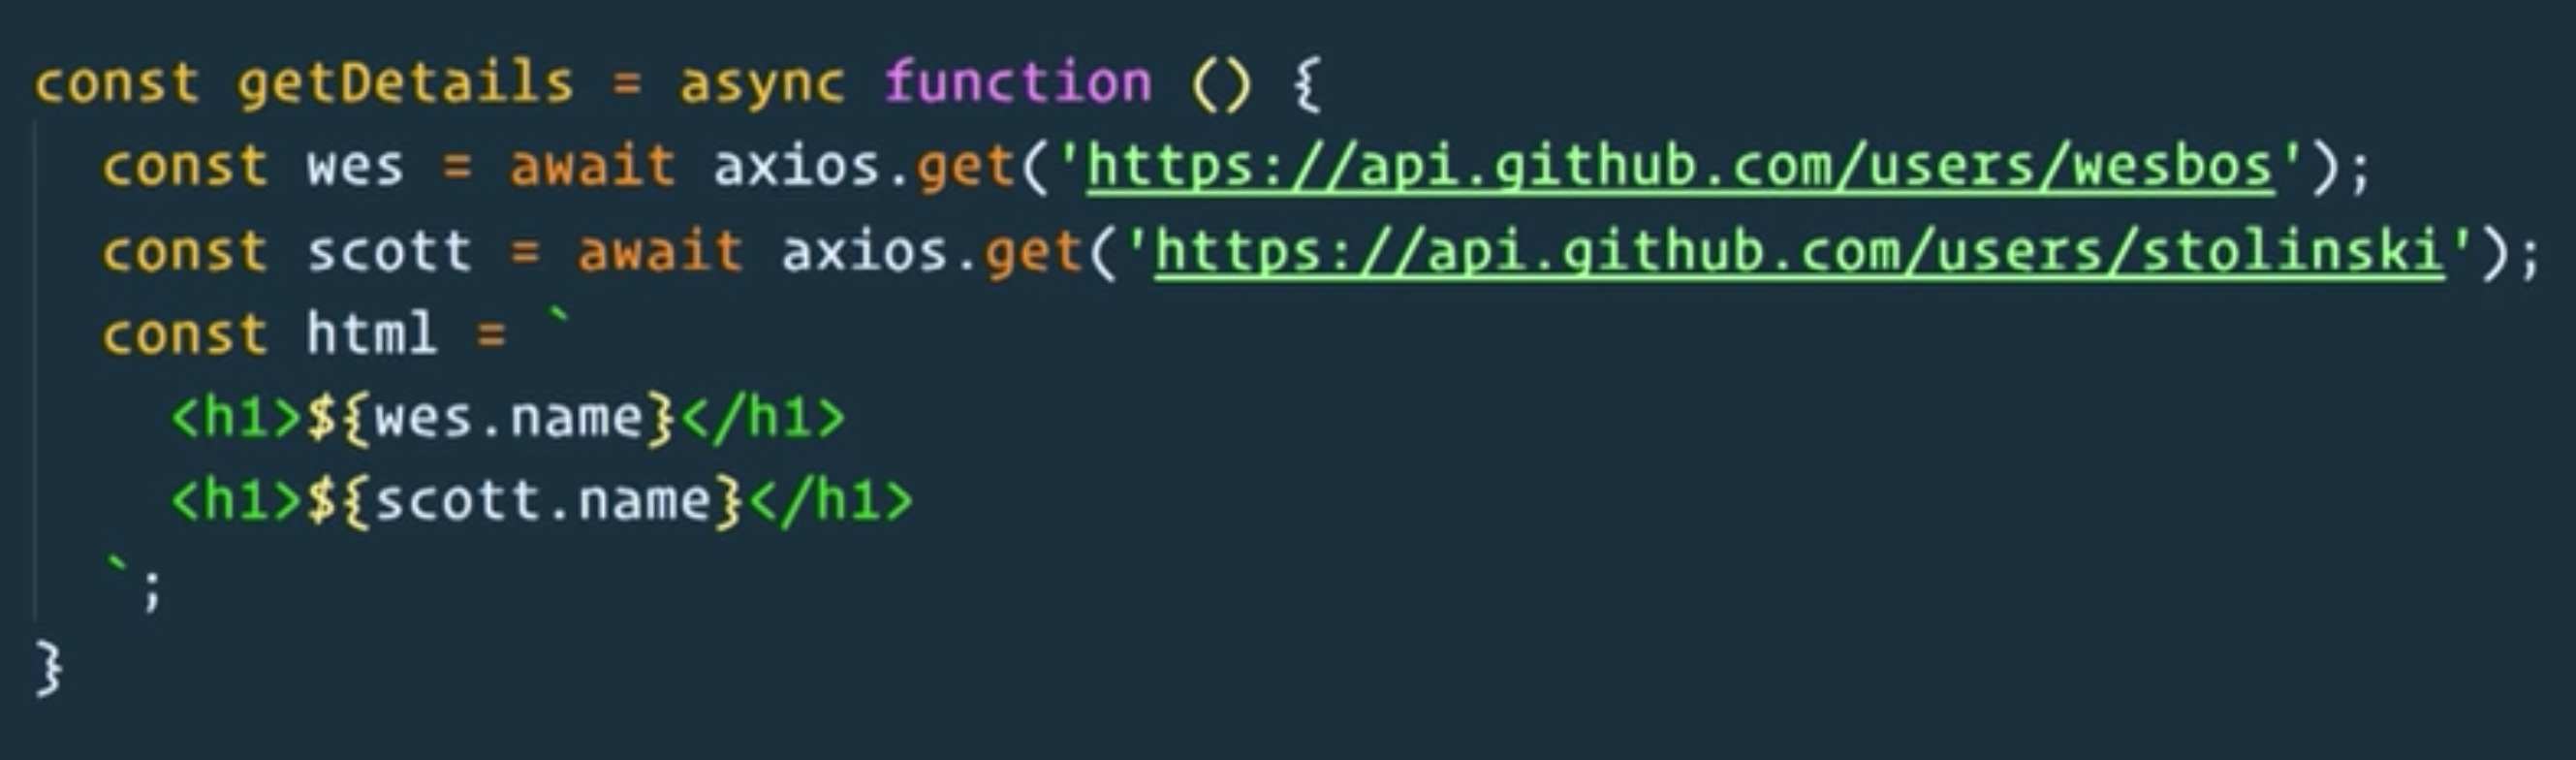 const getDetails = async function () {
  const wes = await axios.get('https://api.github.com/users/wesbos');
  const scott = await axios.get('https://api.github.com/users/stolinski');
  const html = `
    <h1>${wes.name}</h1>
    <h1>${scott.name}</h1>
  `;
}